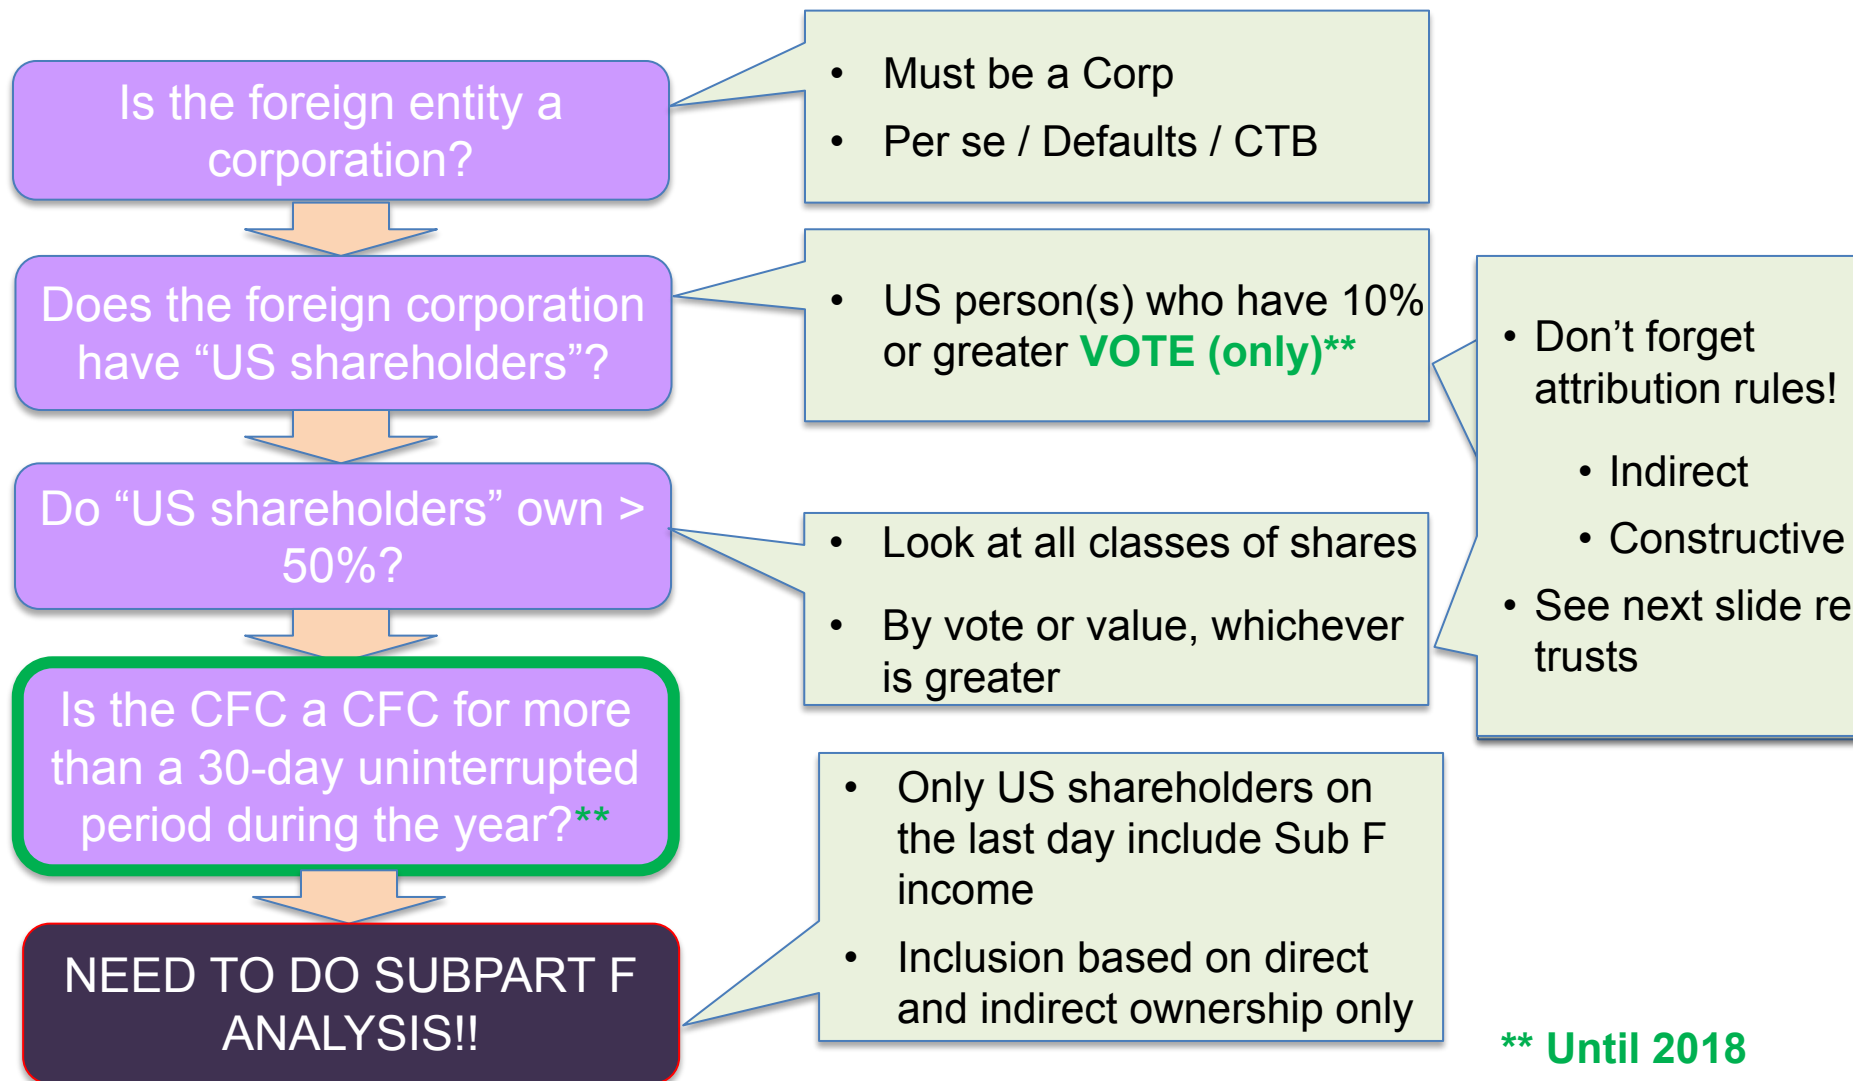 Is the foreign entity a
corporation?
• Must be a Corp
• Per se / Defaults / CTB
Does the foreign corporation
have “US shareholders”?
• US person(s) who have 10%
or greater VOTE (only)**
• Don’t forget
attribution rules!
• Indirect
• Constructive
• See next slide re
trusts
Do “US shareholders” own >
50%?
• Look at all classes of shares
• By vote or value, whichever
is greater
Is the CFC a CFC for more
than a 30-day uninterrupted
period during the year?**
• Only US shareholders on
the last day include Sub F
income
• Inclusion based on direct
and indirect ownership only
NEED TO DO SUBPART F
ANALYSIS!!
** Until 2018